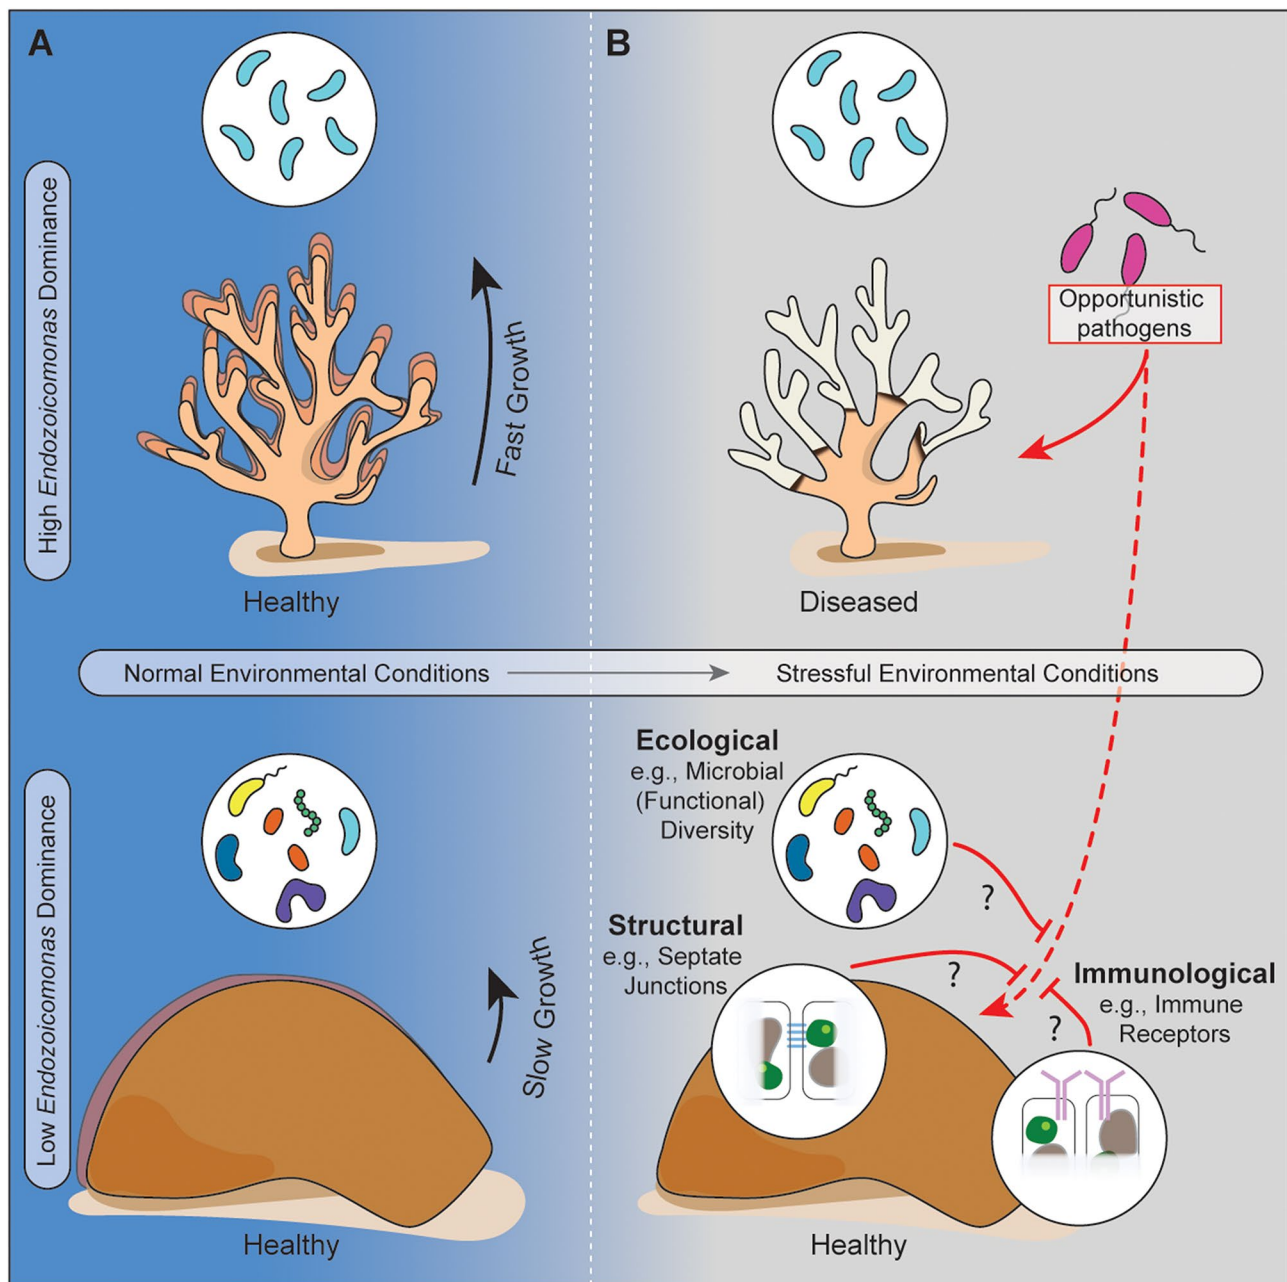 A
B
High Endozoicomonas Dominance
Fast Growth
Opportunistic
pathogens
Healthy
Diseased
Normal Environmental Conditions
Stressful Environmental Conditions
Low Endozoicomonas Dominance
Slow Growth
Ecological
e.g., Microbial
(Functional)
Diversity
?
Structural
e.g., Septate
Junctions
?
Immunological
e.g., Immune
Receptors
?
Healthy
Healthy